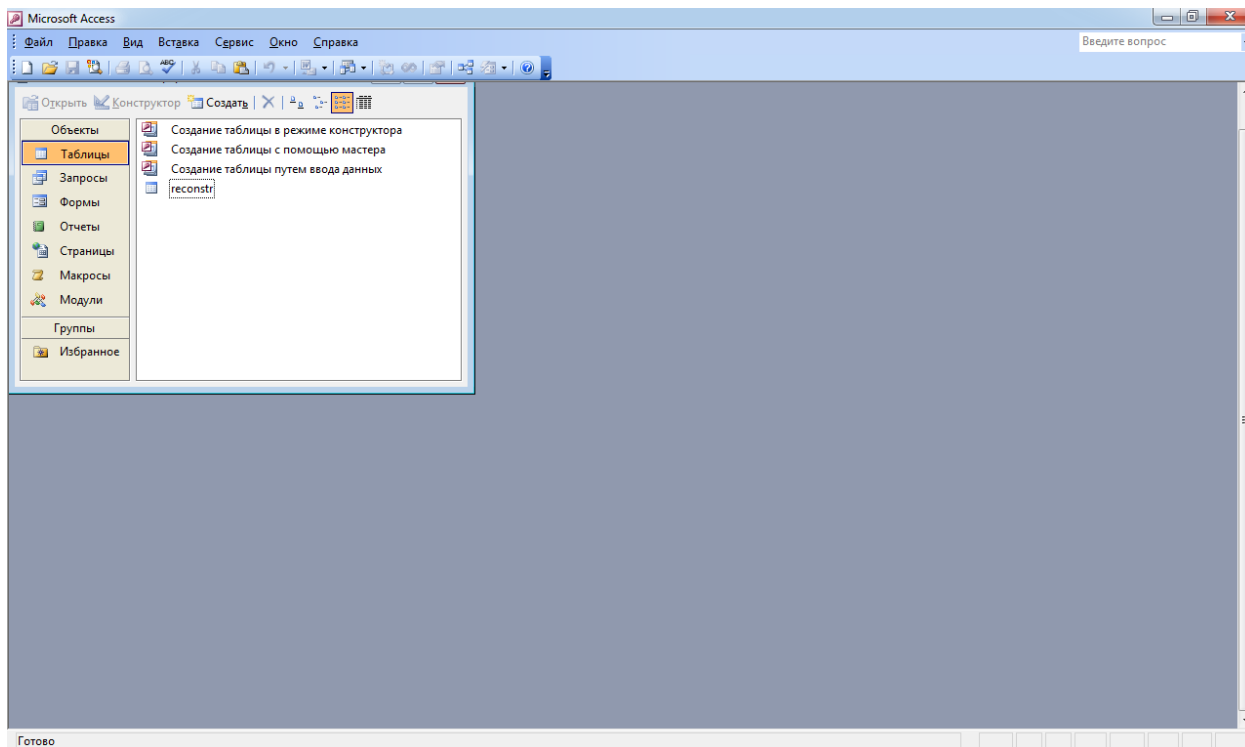 Microsoft Access
Файл Правка Вид Вставка Сервис Окно Справка Введите вопрос
Открыть Конструктор Создать
Объекты
Таблицы
Запросы
Формы
Отчеты
Страницы
Макросы
Модули
Группы
Избранное
Создание таблицы в режиме конструктора
Создание таблицы с помощью мастера
Создание таблицы путем ввода данных
reconstr
Готово